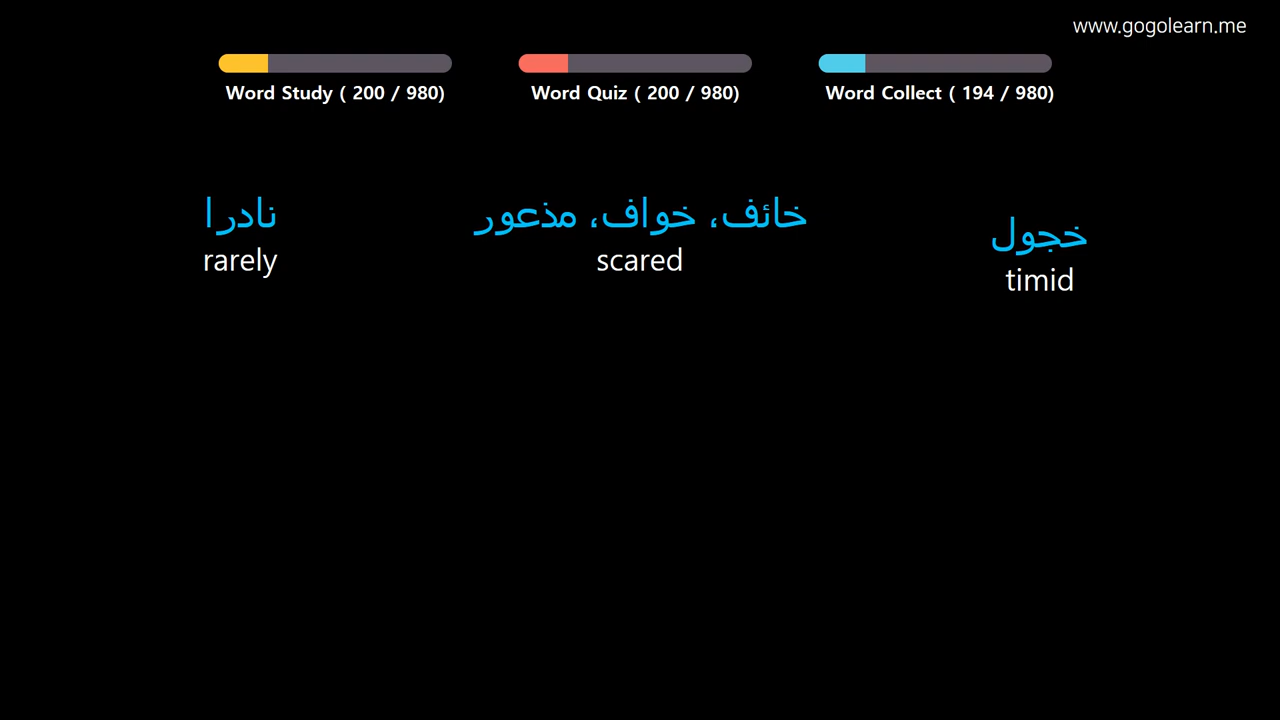 www.gogolearn.me
Word Study ( 200 / 980)
Word Quiz ( 200 / 980)
Word Collect ( 194 / 980)
نادرا
rarely
خائف، خواف، مذعور
scared
خجول
timid